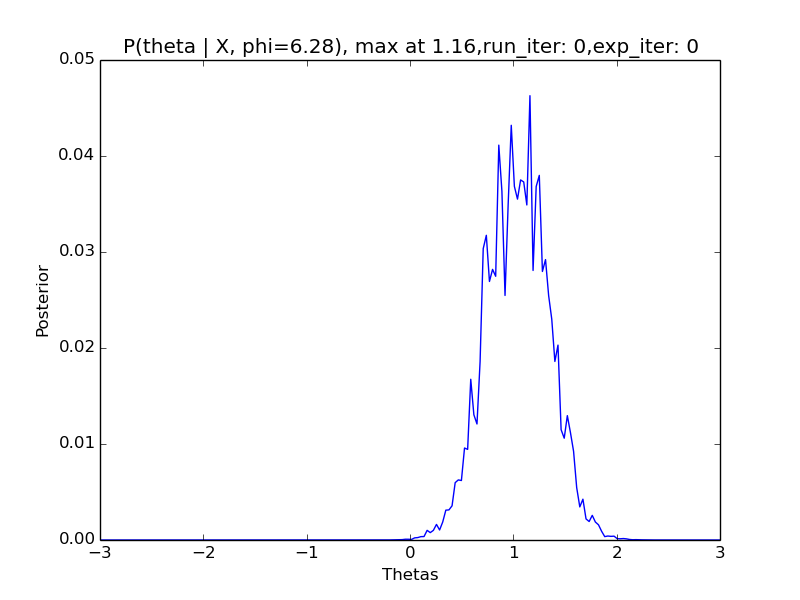 P(theta | X, phi=6.28), max at 1.16,run_iter: 0,exp_iter: 0
0.05
0.04
0.03
0.02
0.01
0.00
Posterior
−3 −2 −1 0 1 2 3
Thetas